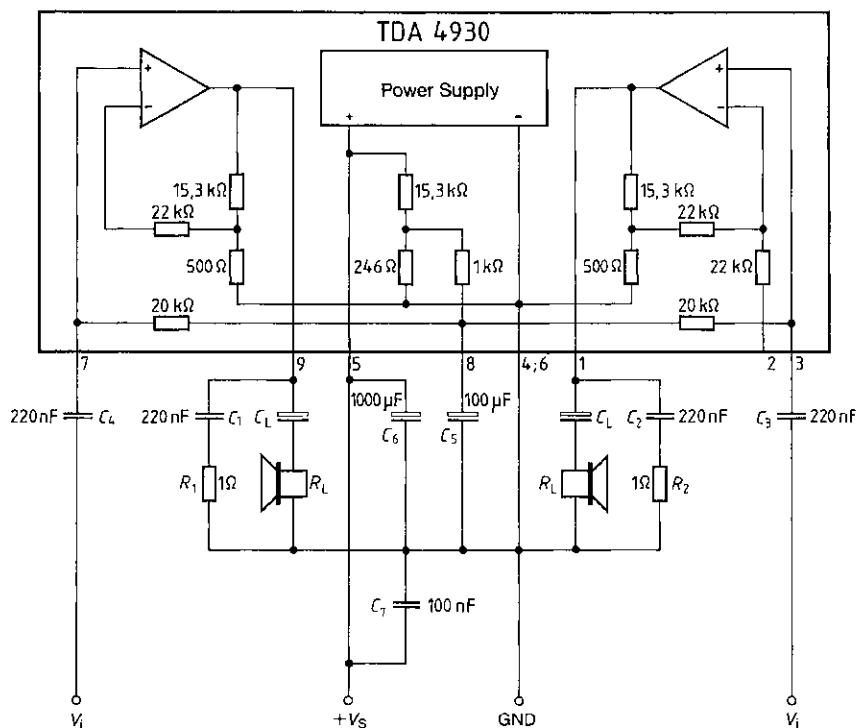 TDA 4930
+
-
Power Supply
+
-
+
-
15,3 kΩ
15,3 kΩ
15,3 kΩ
22 kΩ
22 kΩ
500 Ω
246 Ω
1 kΩ
500 Ω
22 kΩ
20 kΩ
20 kΩ
7
9
5
8
4;6
1
2
3
220 nF
C4
220 nF
C1
CL
1000 µF
C6
100 µF
C5
CL
C2
220 nF
C3
220 nF
R1
1Ω
RL
RL
1Ω
R2
C7
100 nF
Vi
+VS
GND
Vi